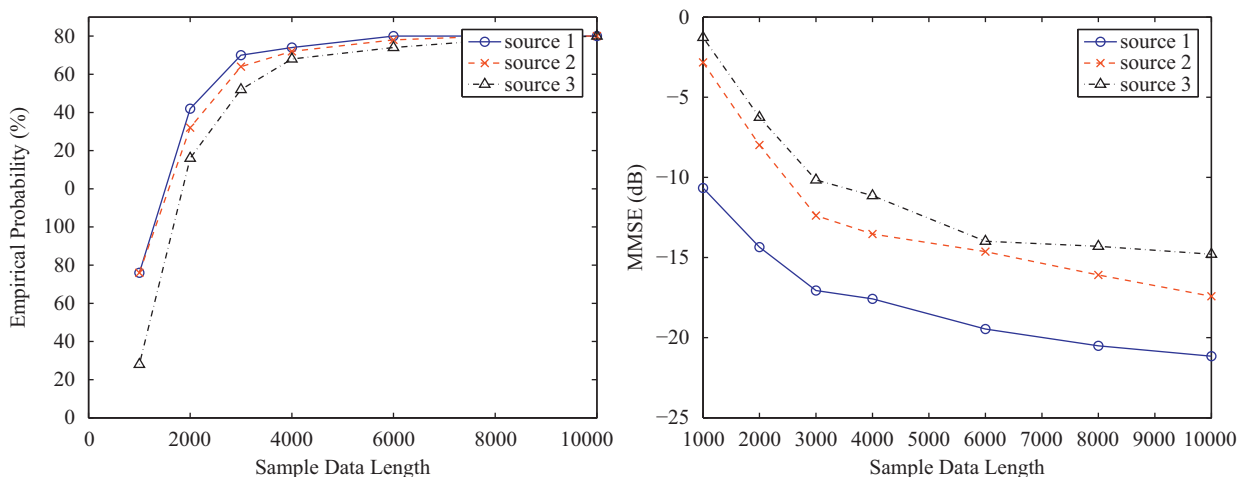 80
60
40
20
0
100
80
60
40
20
0
Empirical Probability (%)
0 2000 4000 6000 8000 10000
Sample Data Length
source 1
source 2
source 3
0
−5
−10
−15
−20
−25
MMSE (dB)
1000 2000 3000 4000 5000 6000 7000 8000 9000 10000
Sample Data Length
source 1
source 2
source 3